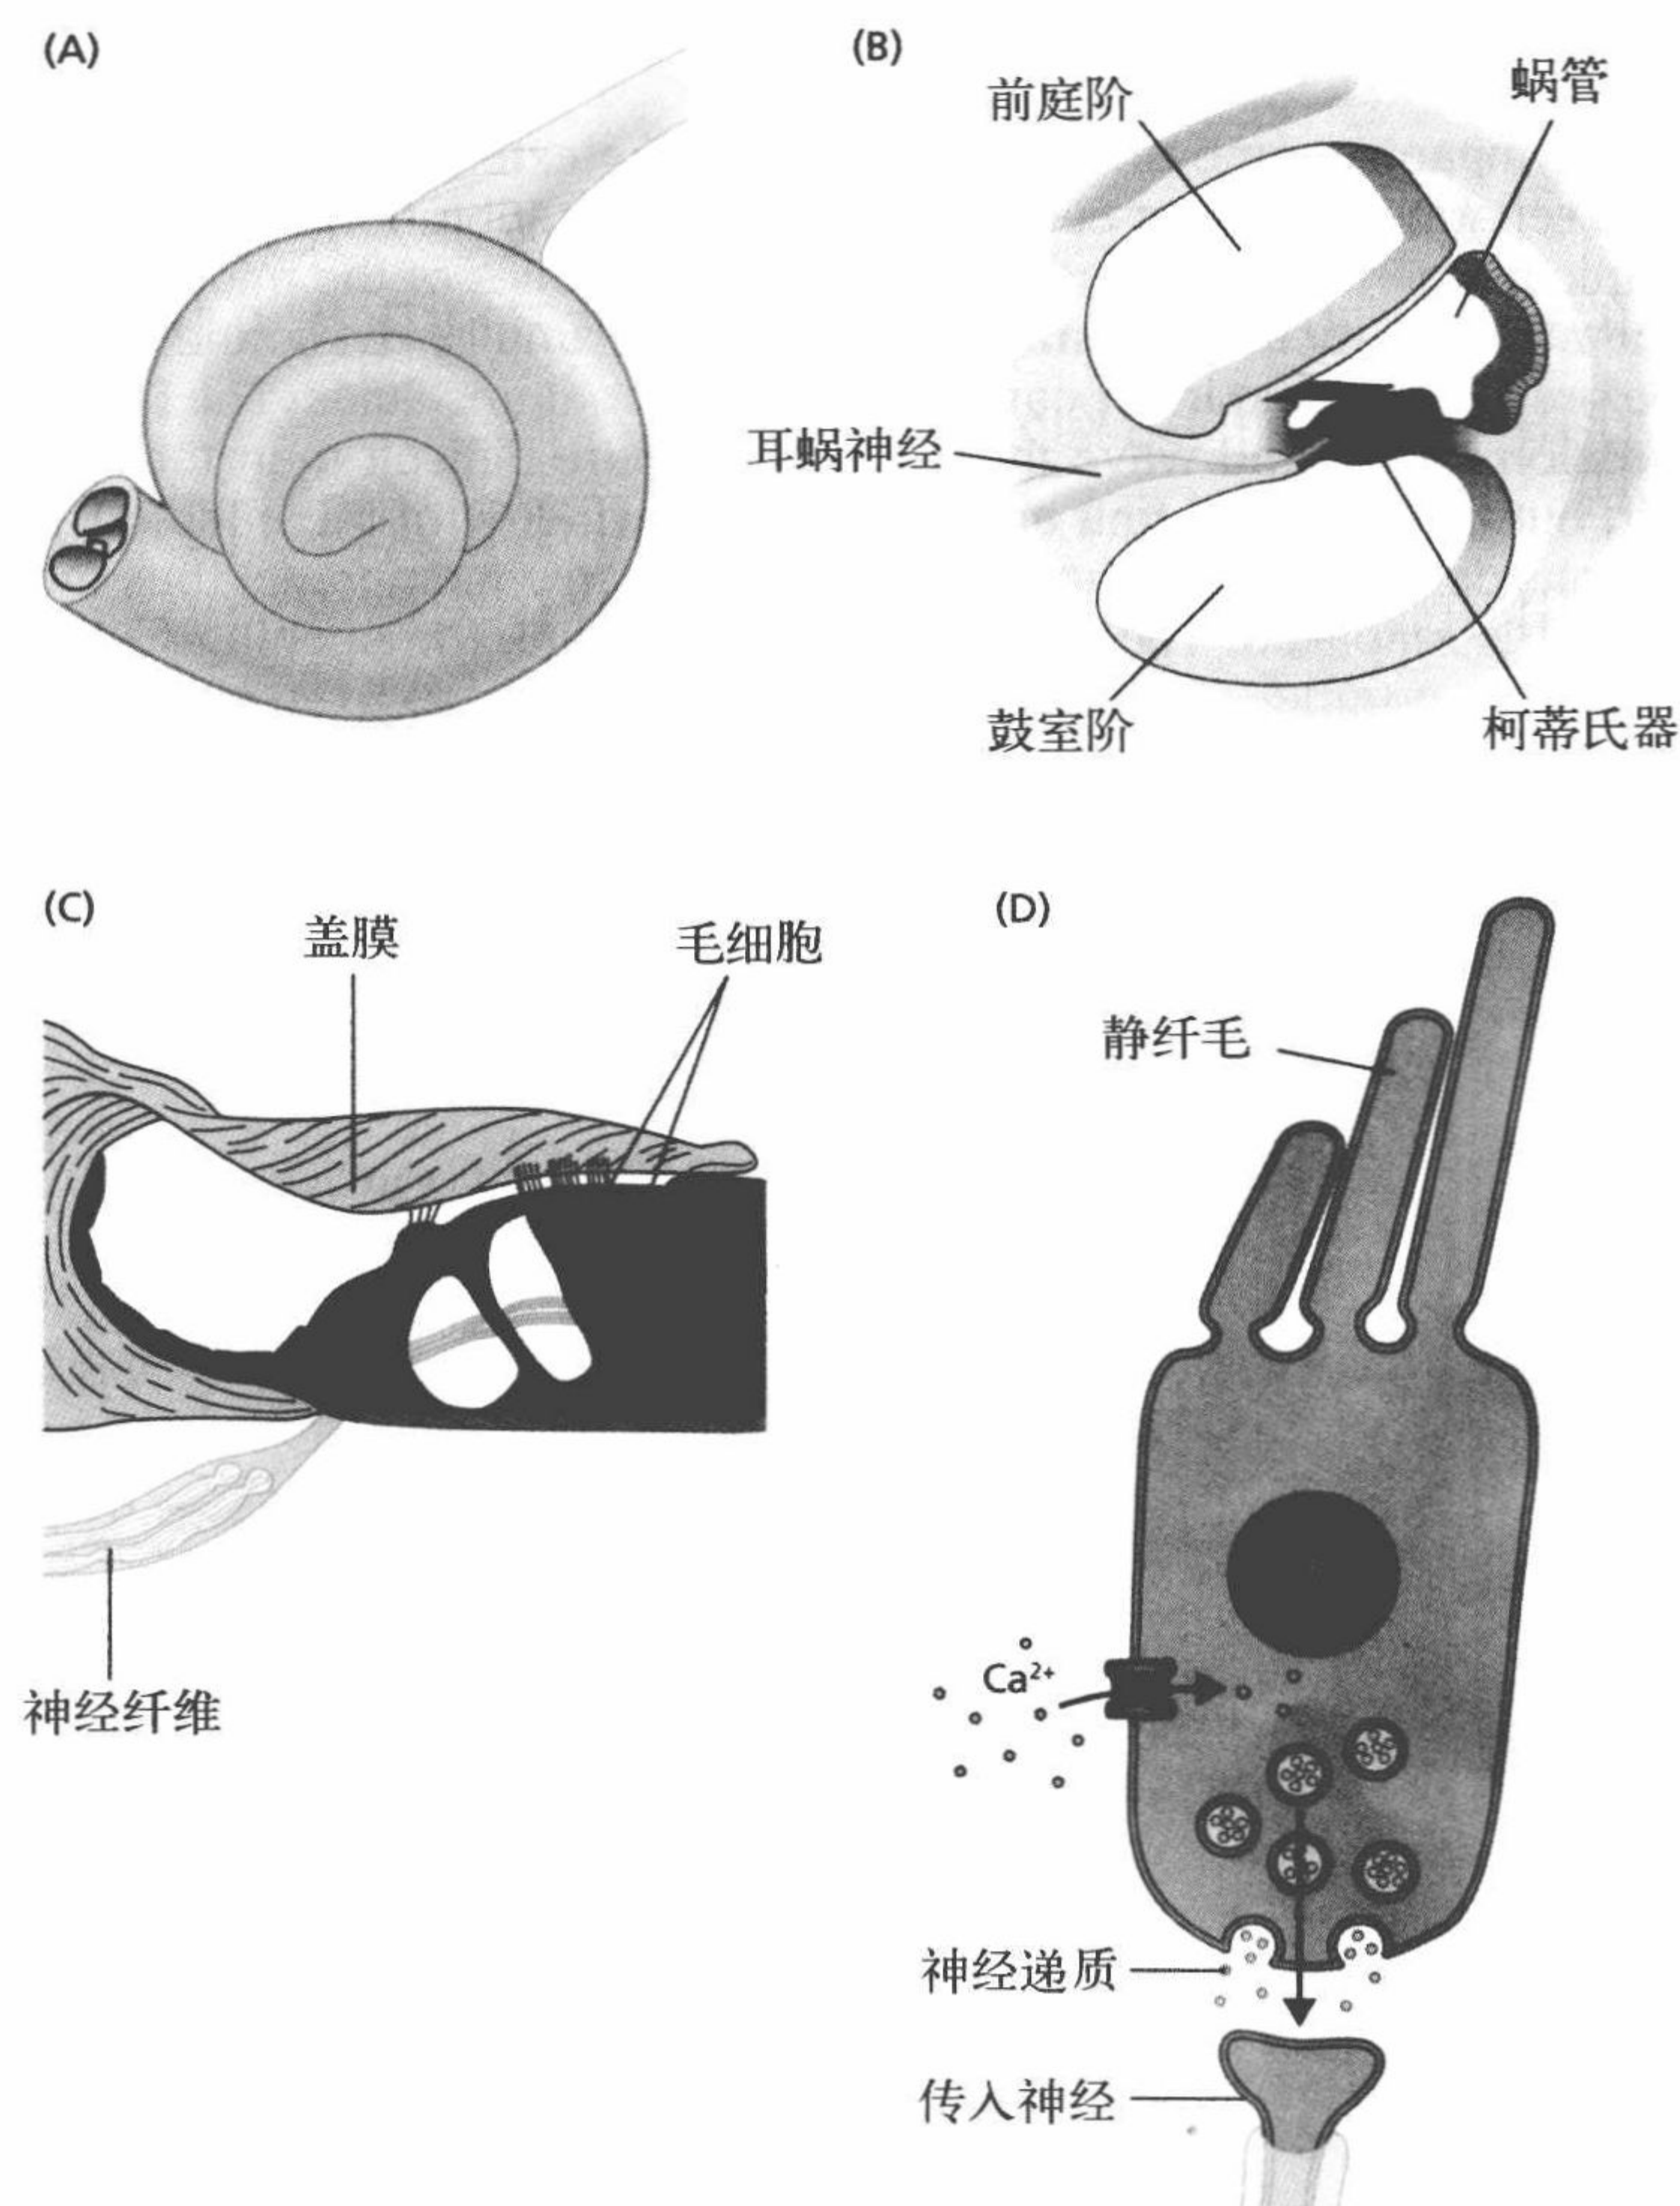 (A)
(B)
前庭阶
蜗管
耳蜗神经
鼓室阶
柯蒂氏器
(C)
盖膜
毛细胞
神经纤维
(D)
静纤毛
Ca²⁺
神经递质
传入神经